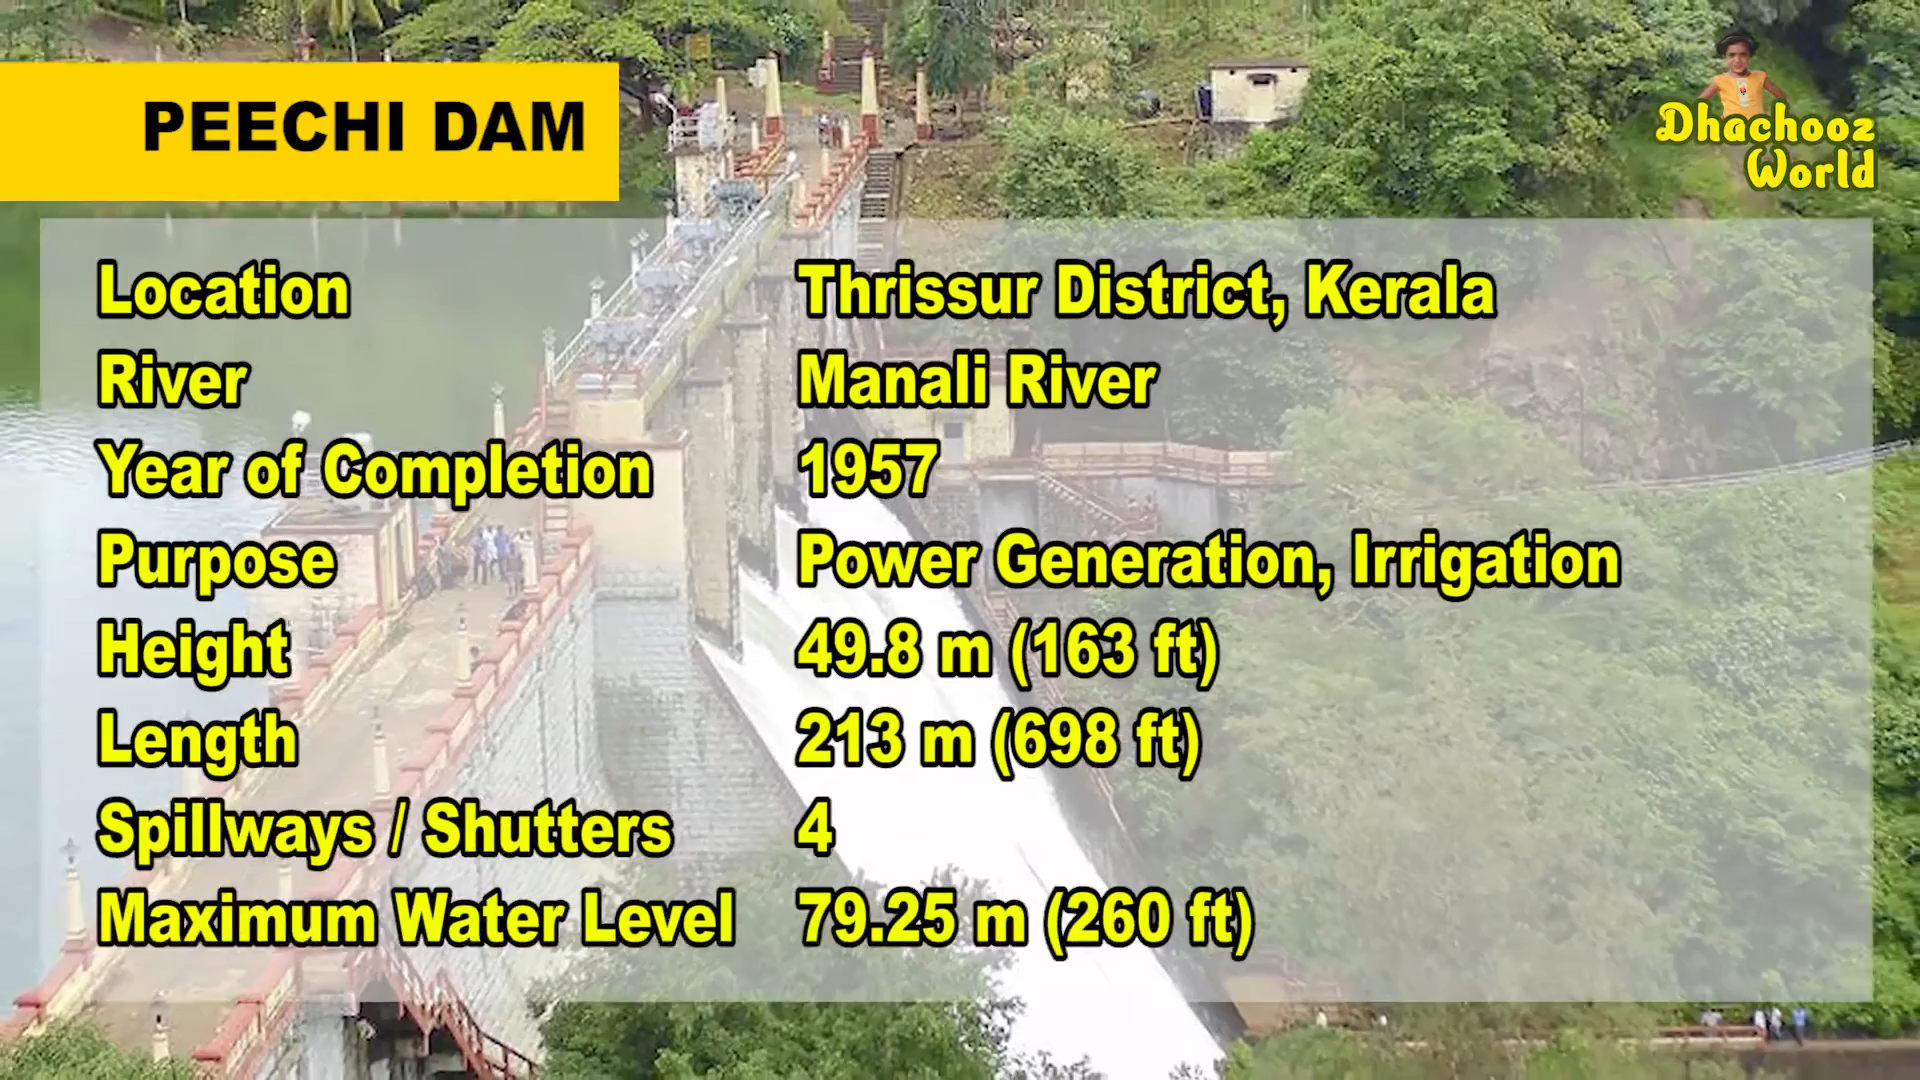 PEECHI DAM
Dhachooz
World
Location Thrissur District, Kerala
River Manali River
Year of Completion 1957
Purpose Power Generation, Irrigation
Height 49.8 m (163 ft)
Length 213 m (698 ft)
Spillways / Shutters 4
Maximum Water Level 79.25 m (260 ft)